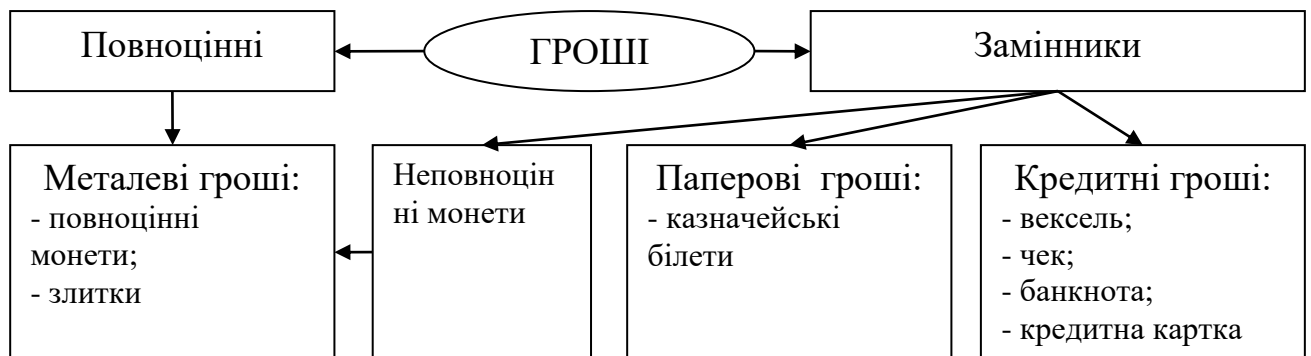 Повноцінні
ГРОШІ
Замінники
Металеві гроші:
- повноцінні
монети;
- злитки
Неповноцін
ні монети
Паперові гроші:
- казначейські
білети
Кредитні гроші:
- вексель;
- чек;
- банкнота;
- кредитна картка